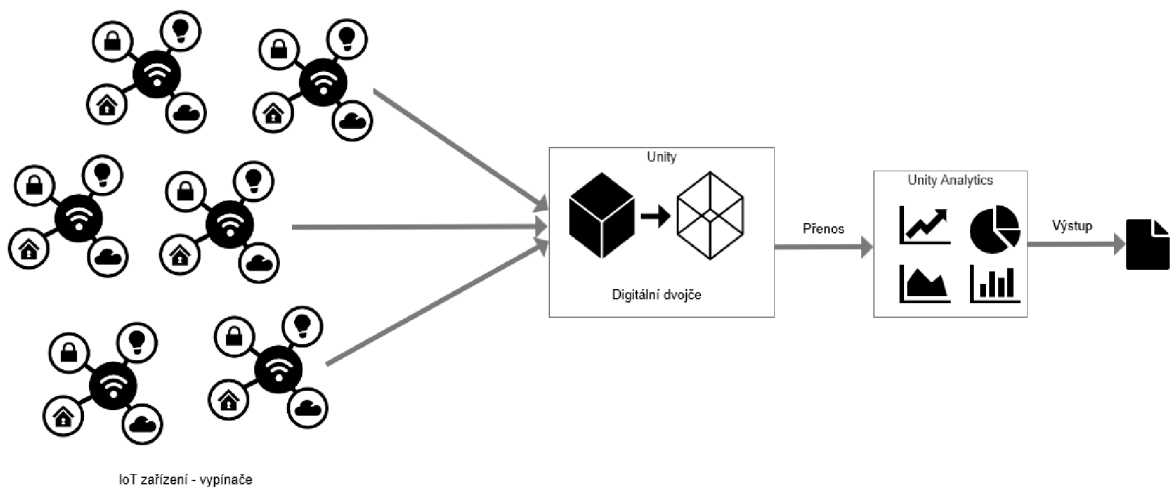 Unity
Digitální dvojče
Přenos
Unity Analytics
Výstup
IoT zařízení - vypínače